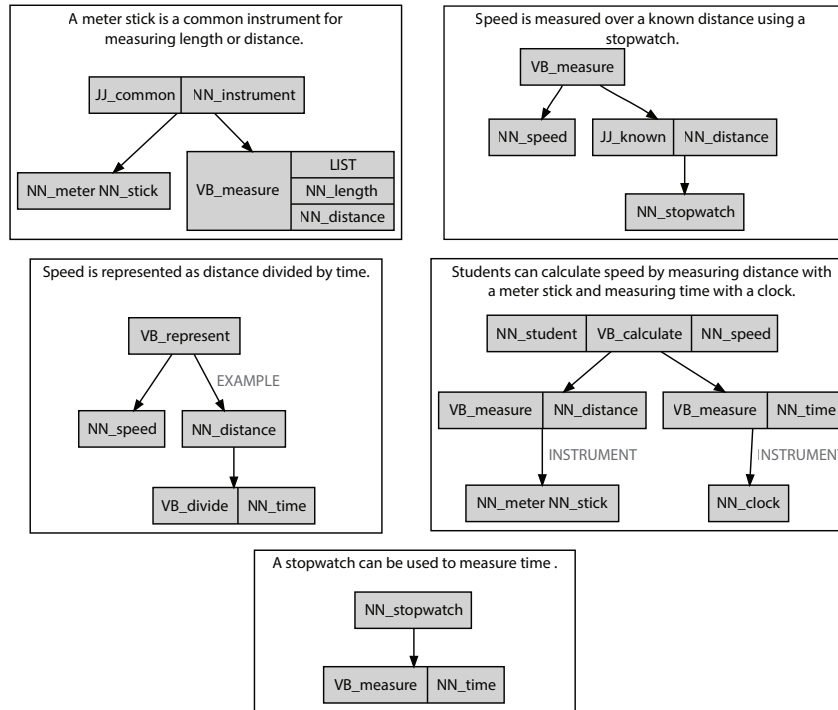 A meter stick is a common instrument for
measuring length or distance.
JJ_common NN_instrument
NN_meter NN_stick
VB_measure
LIST
NN_length
NN_distance
Speed is measured over a known distance using a
stopwatch.
VB_measure
NN_speed
JJ_known NN_distance
NN_stopwatch
Speed is represented as distance divided by time.
VB_represent
EXAMPLE
NN_speed
NN_distance
VB_divide NN_time
Students can calculate speed by measuring distance with
a meter stick and measuring time with a clock.
NN_student VB_calculate NN_speed
VB_measure NN_distance
VB_measure NN_time
INSTRUMENT
INSTRUMENT
NN_meter NN_stick
NN_clock
A stopwatch can be used to measure time .
NN_stopwatch
VB_measure NN_time